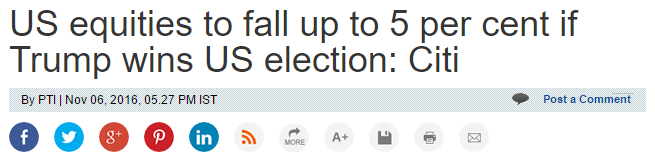 US equities to fall up to 5 per cent if
Trump wins US election: Citi
By PTI | Nov 06, 2016, 05.27 PM IST
Post a Comment
f
g+
in
MORE
A+